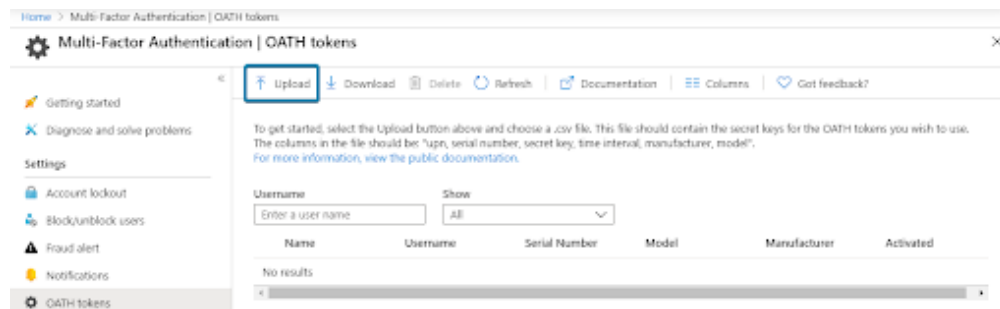 Home > Multi-Factor Authentication | OATH tokens
Multi-Factor Authentication | OATH tokens
Upload Download Delete Refresh Documentation Columns Got feedback?
Getting started
Diagnose and solve problems
To get started, select the Upload button above and choose a .csv file. This file should contain the secret keys for the OATH tokens you wish to use.
The columns in the file should be: "upn, serial number, secret key, time interval, manufacturer, model".
For more information, view the public documentation.
Settings
Account lockout
Block/unblock users
Fraud alert
Notifications
OATH tokens
Username Show
Enter a user name All
Name Username Serial Number Model Manufacturer Activated
No results